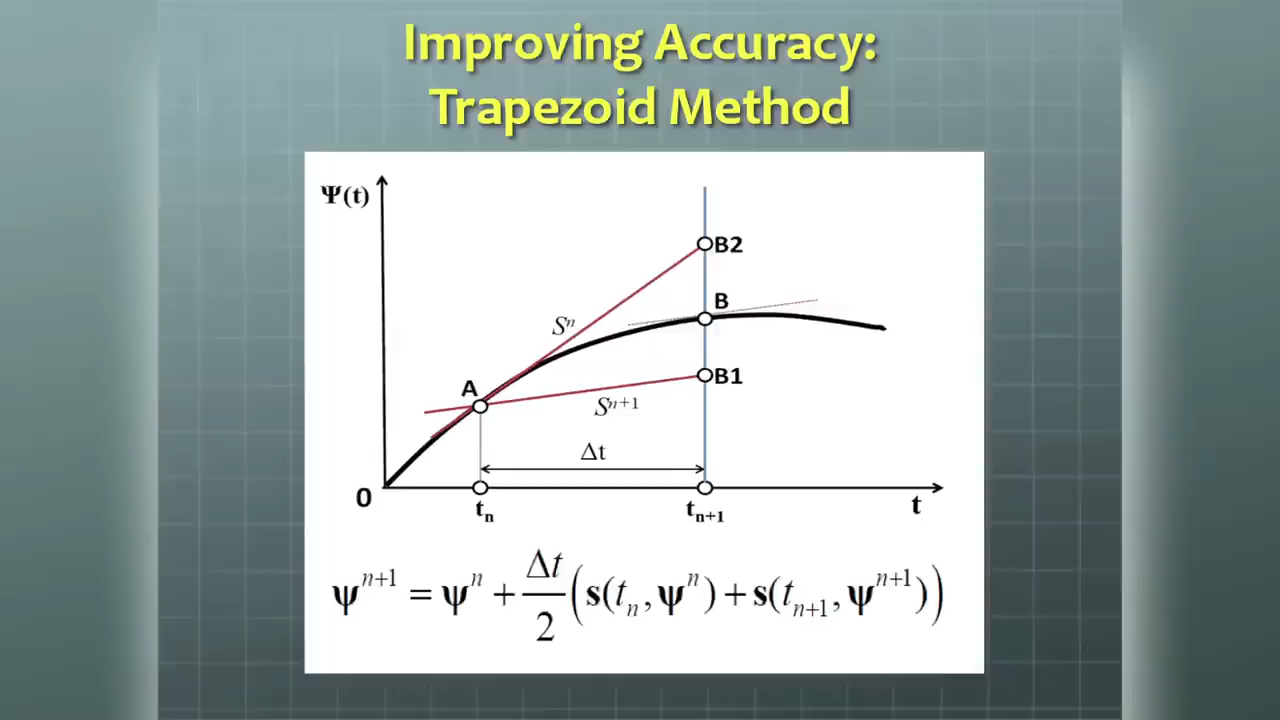 Improving Accuracy:
Trapezoid Method
Ψ(t)
B2
B
Sⁿ
A
B1
Sⁿ⁺¹
Δt
0
tₙ
tₙ₊₁
t
ψⁿ⁺¹ = ψⁿ + Δt/2 (s(tₙ, ψⁿ) + s(tₙ₊₁, ψⁿ⁺¹))